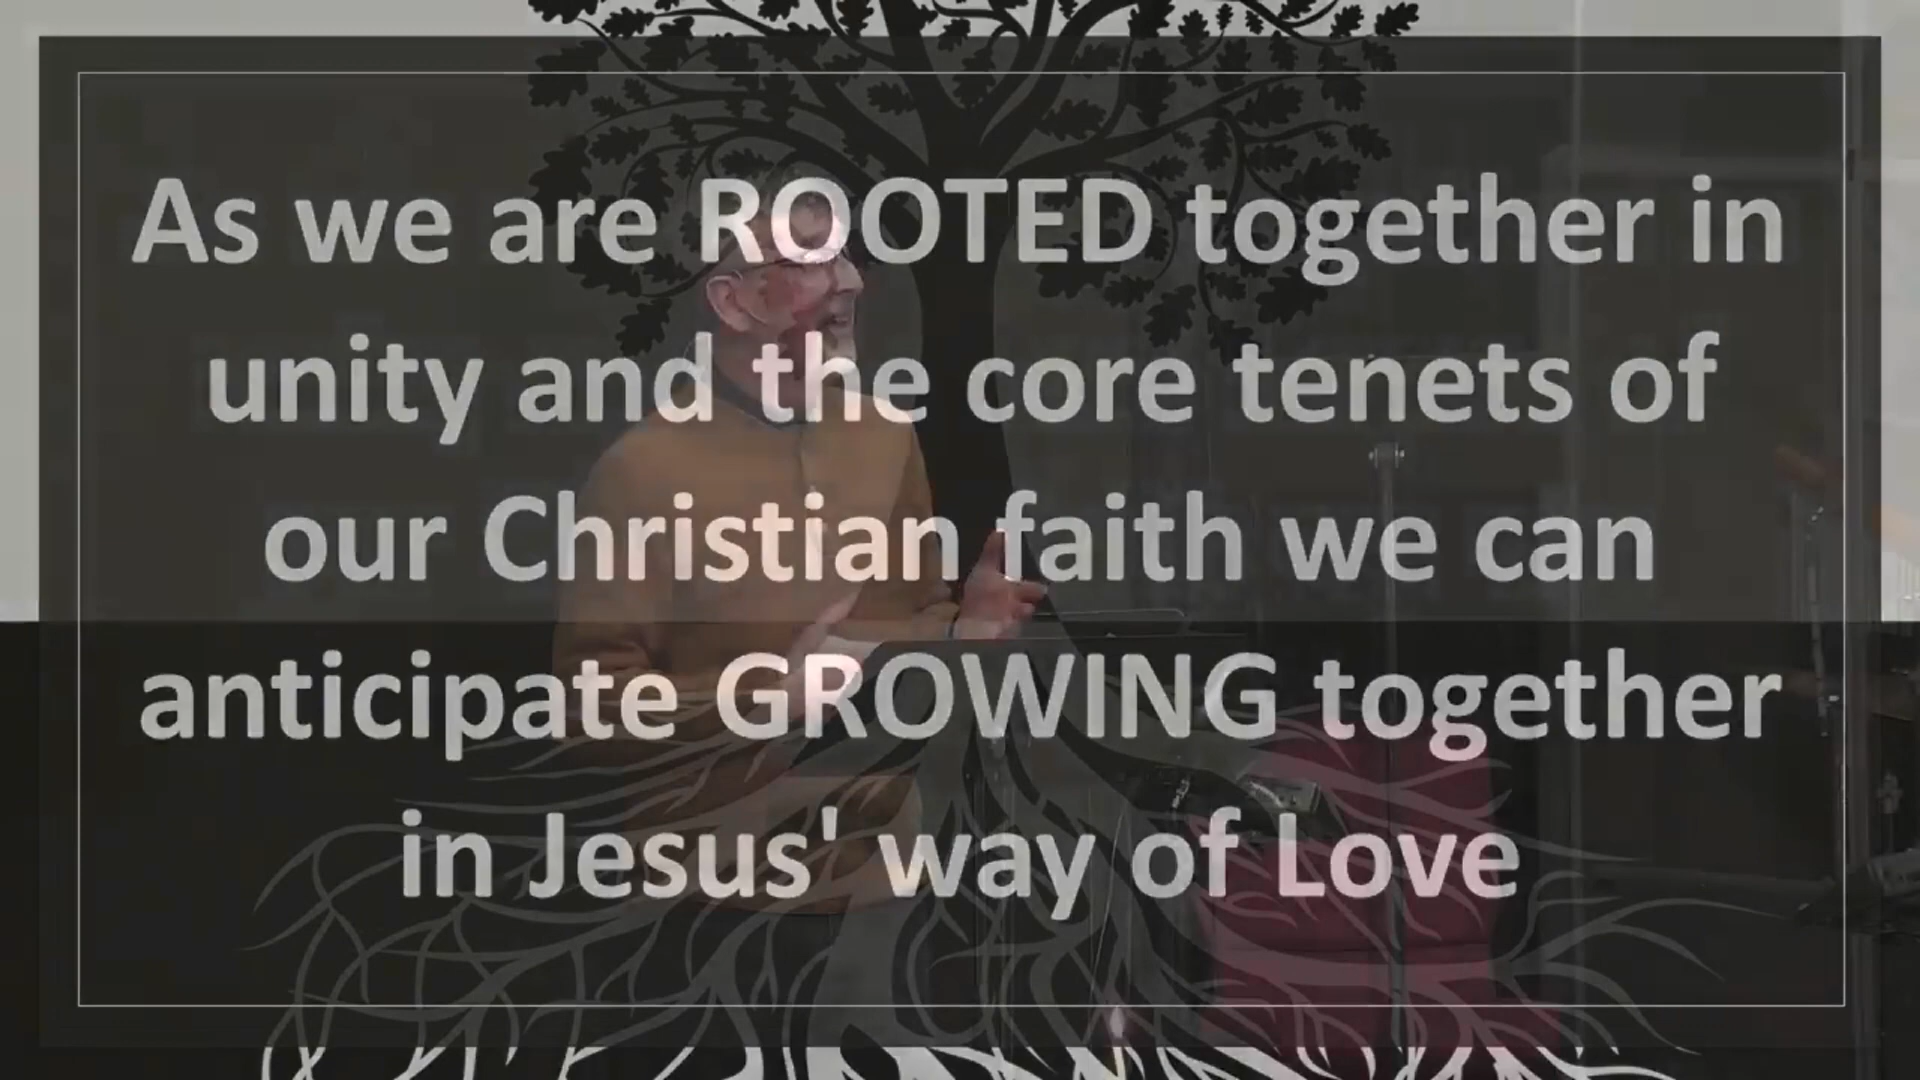 As we are ROOTED together in
unity and the core tenets of
our Christian faith we can
anticipate GROWING together
in Jesus' way of Love